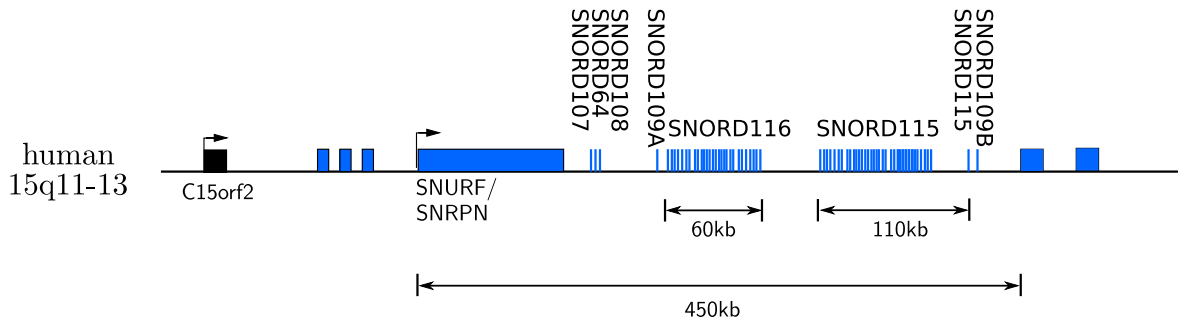 SNORD107
SNORD64
SNORD108
SNORD109A
SNORD116
SNORD115
SNORD115
SNORD109B
human
15q11-13
C15orf2
SNURF/
SNRPN
60kb
110kb
450kb